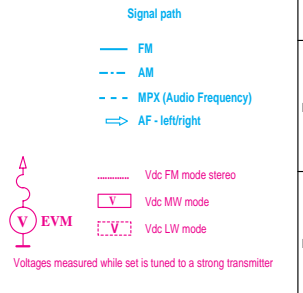 Signal path
FM
AM
MPX (Audio Frequency)
AF - left/right
Vdc FM mode stereo
V Vdc MW mode
V EVM
V Vdc LW mode
Voltages measured while set is tuned to a strong transmitter